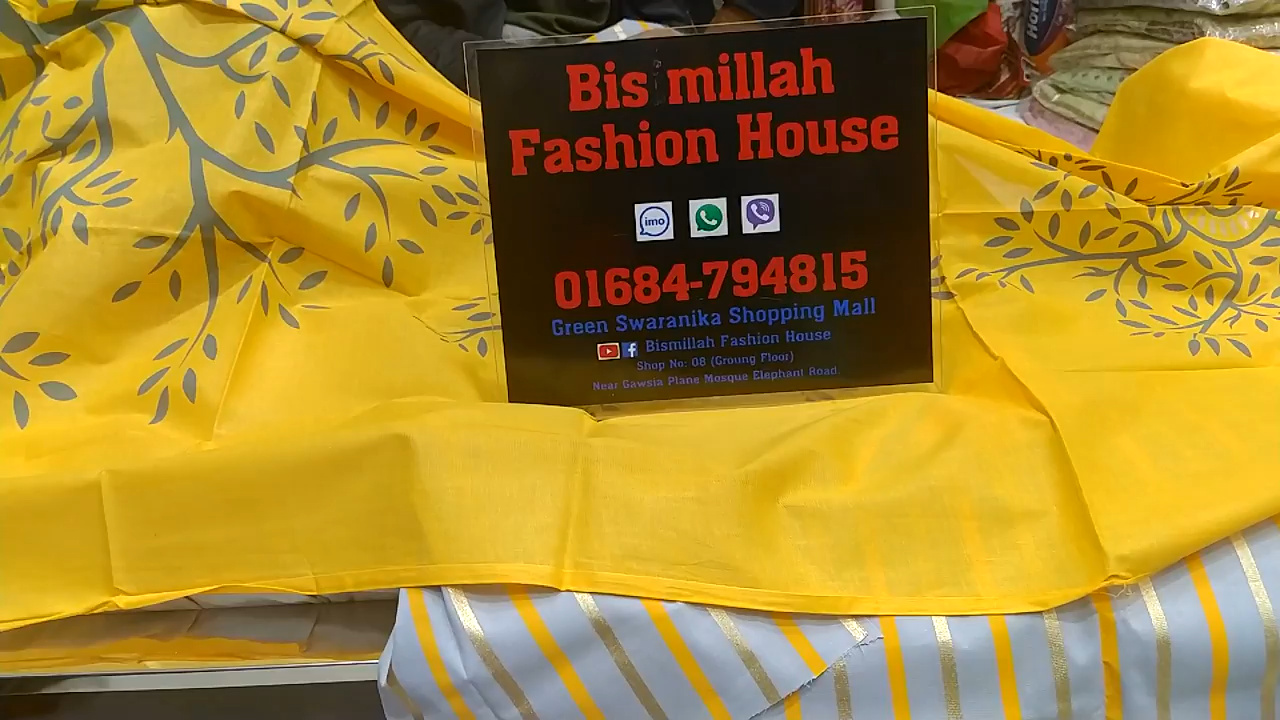 Bis millah
Fashion House
imo
01684-794815
Green Swaranika Shopping Mall
Bismillah Fashion House
Shop No: 08 (Groung Floor)
Near Gawsia Plane Mosque Elephant Road.